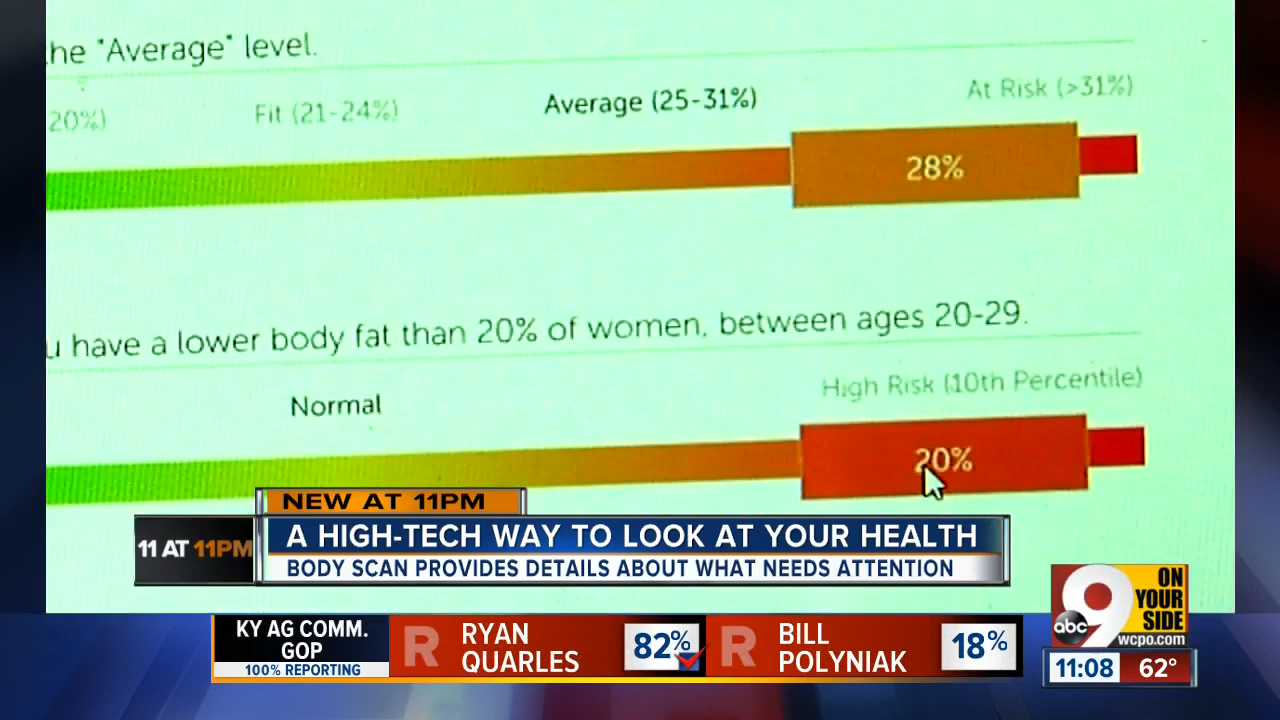 the "Average" level.
20%)
Fit (21-24%)
Average (25-31%)
At Risk (>31%)
28%
u have a lower body fat than 20% of women, between ages 20-29.
Normal
High Risk (10th Percentile)
20%
NEW AT 11PM
11 AT 11PM
A HIGH-TECH WAY TO LOOK AT YOUR HEALTH
BODY SCAN PROVIDES DETAILS ABOUT WHAT NEEDS ATTENTION
KY AG COMM.
GOP
100% REPORTING
R
RYAN
QUARLES
82%
R
BILL
POLYNIAK
18%
abc
9
ON
YOUR
SIDE
wcpo.com
11:08
62°